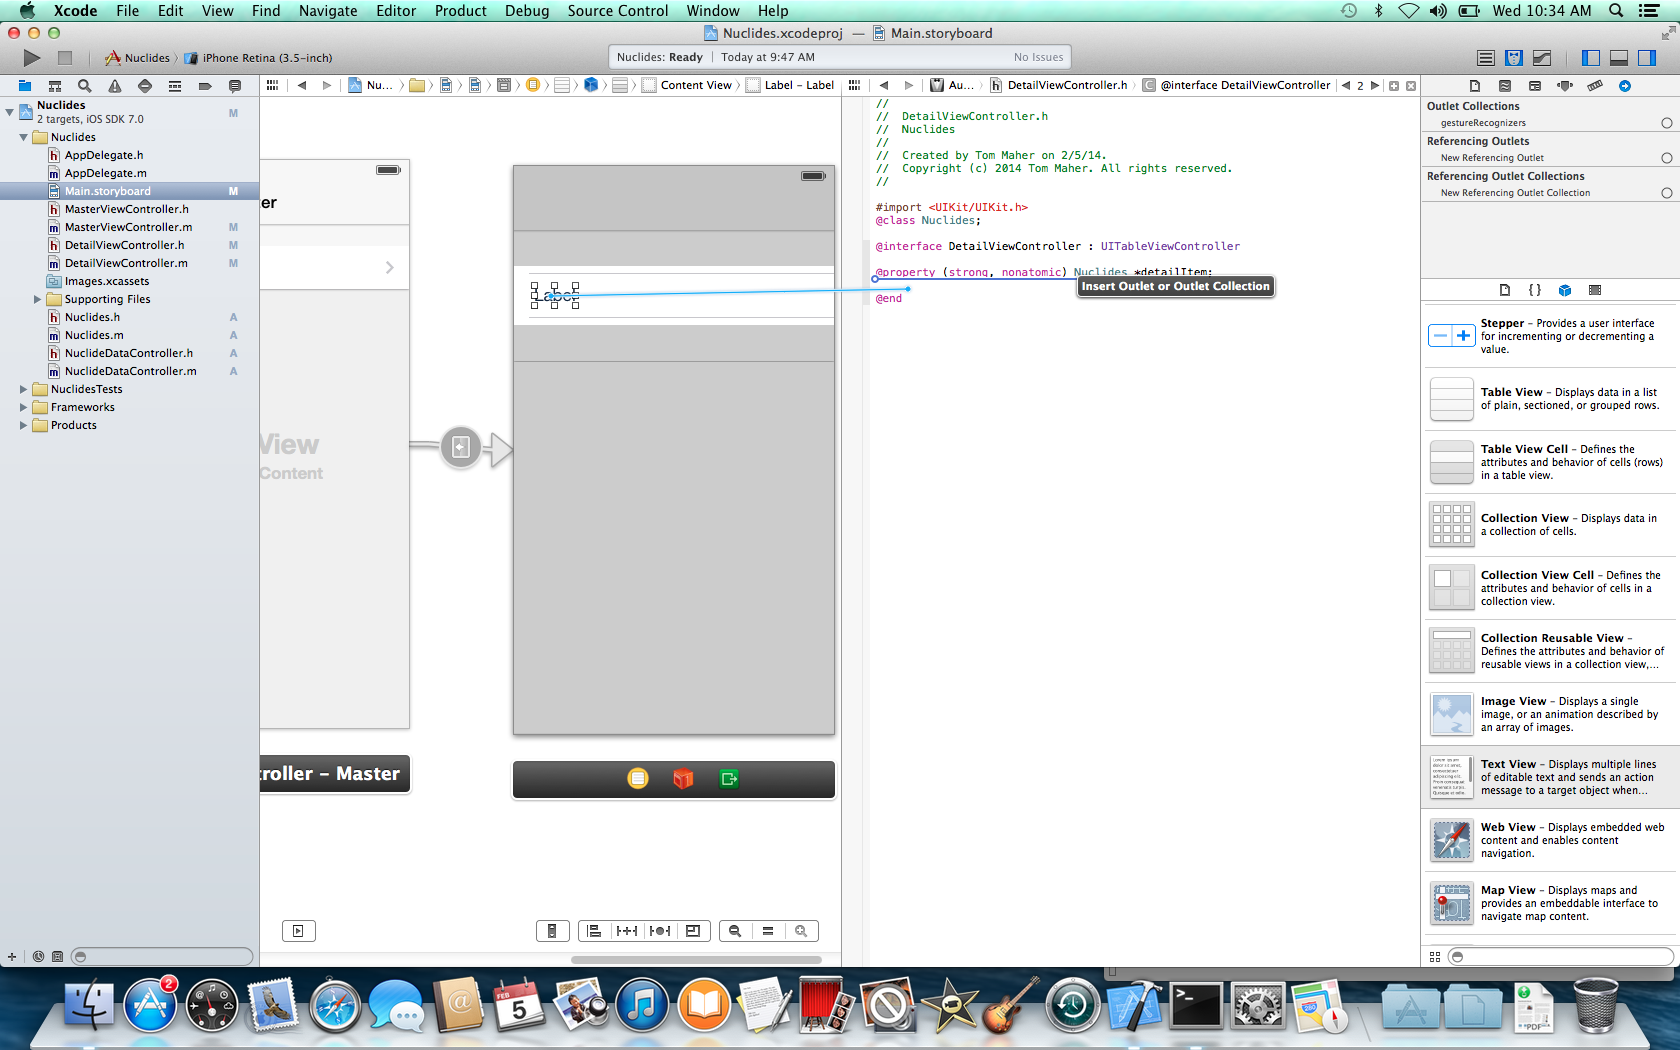 Xcode File Edit View Find Navigate Editor Product Debug Source Control Window Help Wed 10:34 AM
Nuclides.xcodeproj — Main.storyboard
Nuclides iPhone Retina (3.5-inch)
Nuclides: Ready Today at 9:47 AM No Issues
Nu... Content View Label - Label
Au... DetailViewController.h @interface DetailViewController 2
Nuclides M
2 targets, iOS SDK 7.0
Nuclides
AppDelegate.h
AppDelegate.m
Main.storyboard M
MasterViewController.h
MasterViewController.m M
DetailViewController.h M
DetailViewController.m M
Images.xcassets
Supporting Files
Nuclides.h A
Nuclides.m A
NuclideDataController.h A
NuclideDataController.m A
NuclidesTests
Frameworks
Products
er
View
Content
troller - Master
Label
//
// DetailViewController.h
// Nuclides
//
// Created by Tom Maher on 2/5/14.
// Copyright (c) 2014 Tom Maher. All rights reserved.
//
#import <UIKit/UIKit.h>
@class Nuclides;
@interface DetailViewController : UITableViewController
@property (strong, nonatomic) Nuclides *detailItem;
Insert Outlet or Outlet Collection
@end
Outlet Collections
gestureRecognizers
Referencing Outlets
New Referencing Outlet
Referencing Outlet Collections
New Referencing Outlet Collection
{ }
Stepper - Provides a user interface
for incrementing or decrementing a
value.
Table View - Displays data in a list
of plain, sectioned, or grouped rows.
Table View Cell - Defines the
attributes and behavior of cells (rows)
in a table view.
Collection View - Displays data in
a collection of cells.
Collection View Cell - Defines the
attributes and behavior of cells in a
collection view.
Collection Reusable View -
Defines the attributes and behavior of
reusable views in a collection view,...
Image View - Displays a single
image, or an animation described by
an array of images.
Text View - Displays multiple lines
of editable text and sends an action
message to a target object when...
Web View - Displays embedded web
content and enables content
navigation.
Map View - Displays maps and
provides an embeddable interface to
navigate map content.
2
FEB
5
PDF